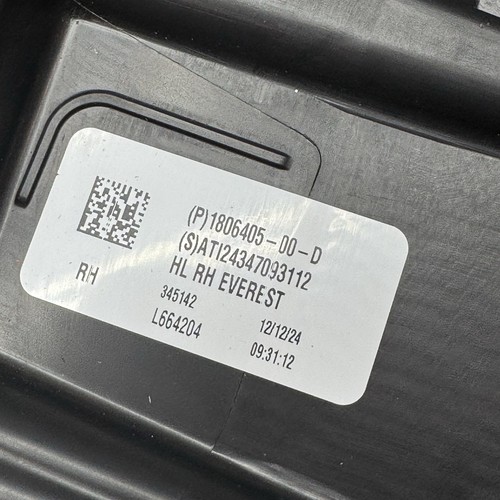 (P)1806405-00-D
(S)ATI24347093112
HL RH EVEREST
RH
345142
12/12/24
L664204
09:31:12